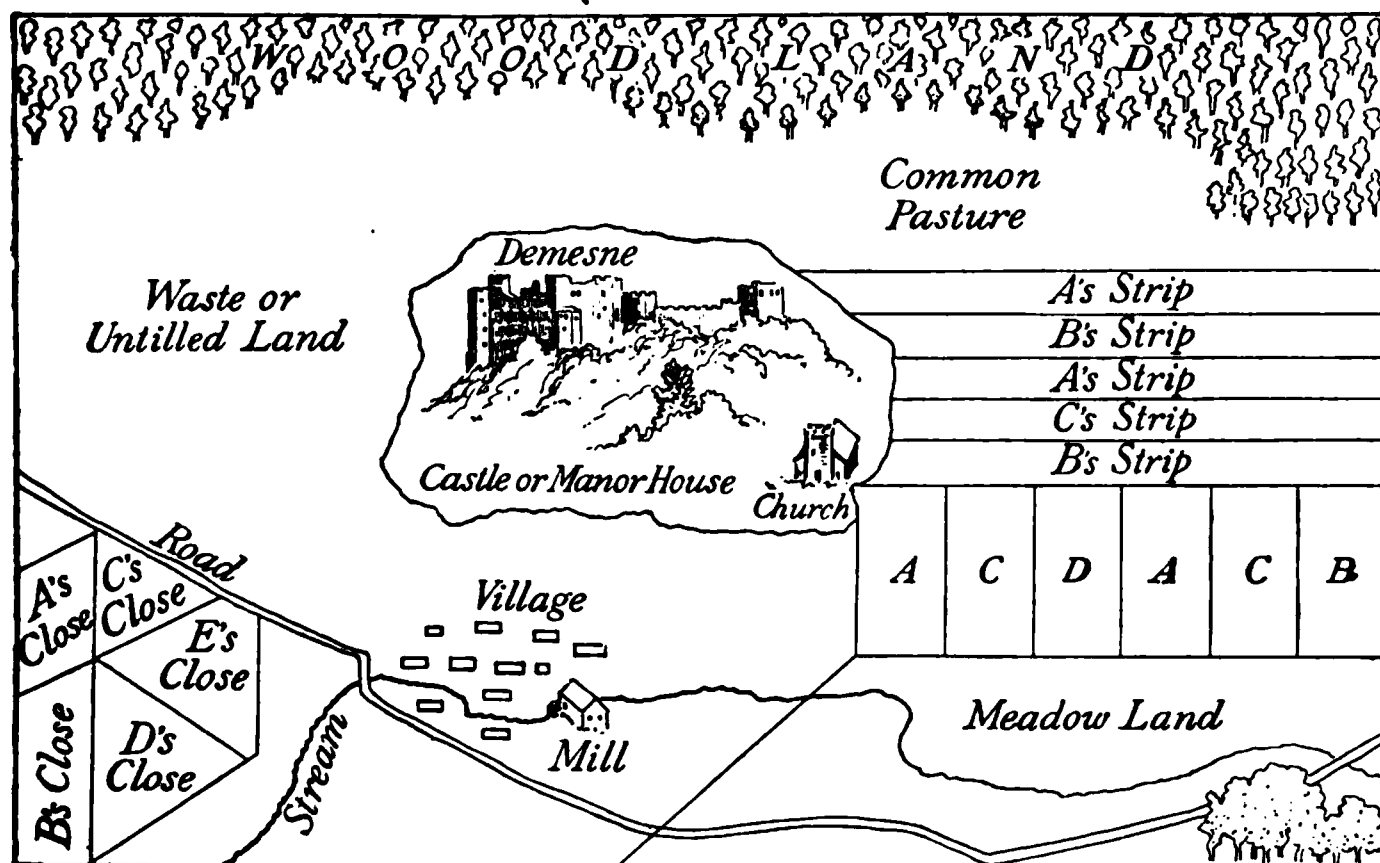 WOODLAND
Common
Pasture
Demesne
Waste or
Untilled Land
A's Strip
B's Strip
A's Strip
C's Strip
B's Strip
Castle or Manor House
Church
Road
A's
Close
C's
Close
E's
Close
B's Close
D's
Close
Village
A C D A C B
Stream
Mill
Meadow Land